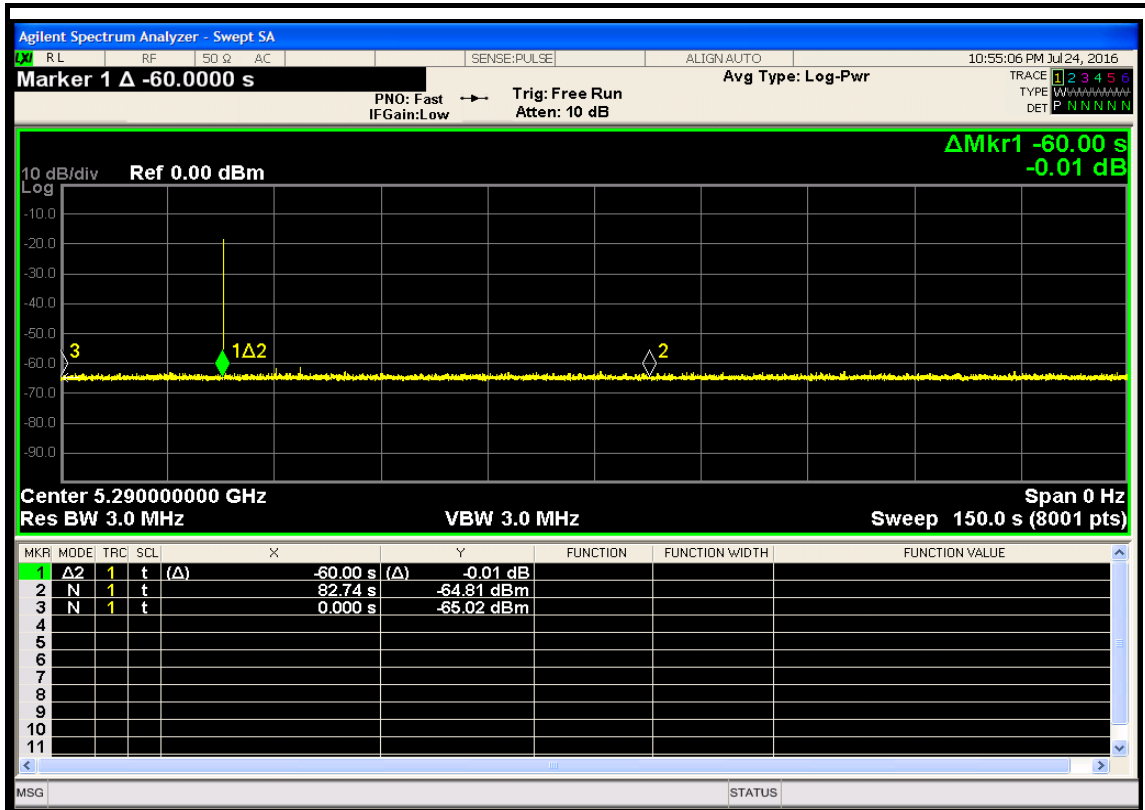 Agilent Spectrum Analyzer - Swept SA
LXI RL RF 50 Ω AC SENSE:PULSE ALIGN AUTO 10:55:06 PM Jul 24, 2016
Marker 1 Δ -60.0000 s
PNO: Fast
IFGain:Low
Trig: Free Run
Atten: 10 dB
Avg Type: Log-Pwr
TRACE 1 2 3 4 5 6
TYPE WWWWWW
DET P N N N N N
ΔMkr1 -60.00 s
-0.01 dB
10 dB/div Ref 0.00 dBm
Log
-10.0
-20.0
-30.0
-40.0
-50.0
-60.0
-70.0
-80.0
-90.0
3
1Δ2
2
Center 5.290000000 GHz Span 0 Hz
Res BW 3.0 MHz VBW 3.0 MHz Sweep 150.0 s (8001 pts)
MKR MODE TRC SCL X Y FUNCTION FUNCTION WIDTH FUNCTION VALUE
1 Δ2 1 t (Δ) -60.00 s (Δ) -0.01 dB
2 N 1 t 82.74 s -64.81 dBm
3 N 1 t 0.000 s -65.02 dBm
4
5
6
7
8
9
10
11
MSG STATUS